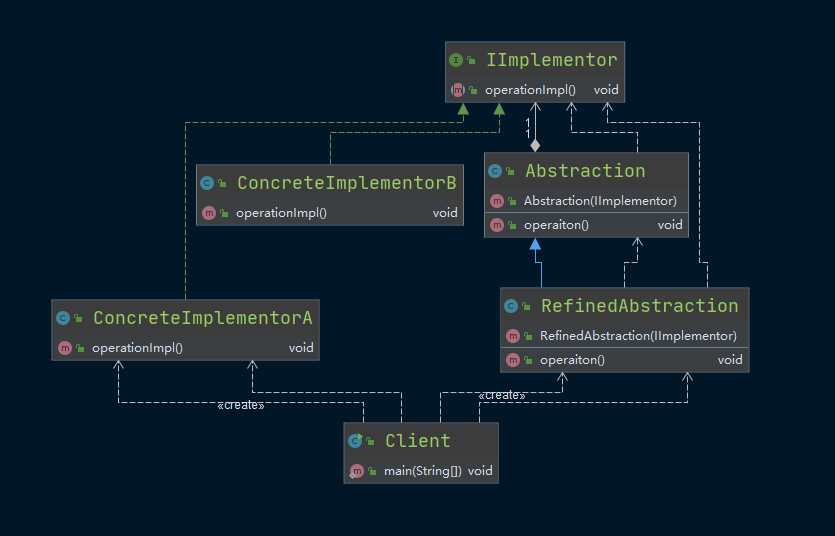 I IImplementor
m operationImpl() void
1
1
C ConcreteImplementorB
m operationImpl() void
C Abstraction
m Abstraction(IImplementor)
m operaiton() void
C ConcreteImplementorA
m operationImpl() void
C RefinedAbstraction
m RefinedAbstraction(IImplementor)
m operaiton() void
«create»
«create»
C Client
m main(String[]) void